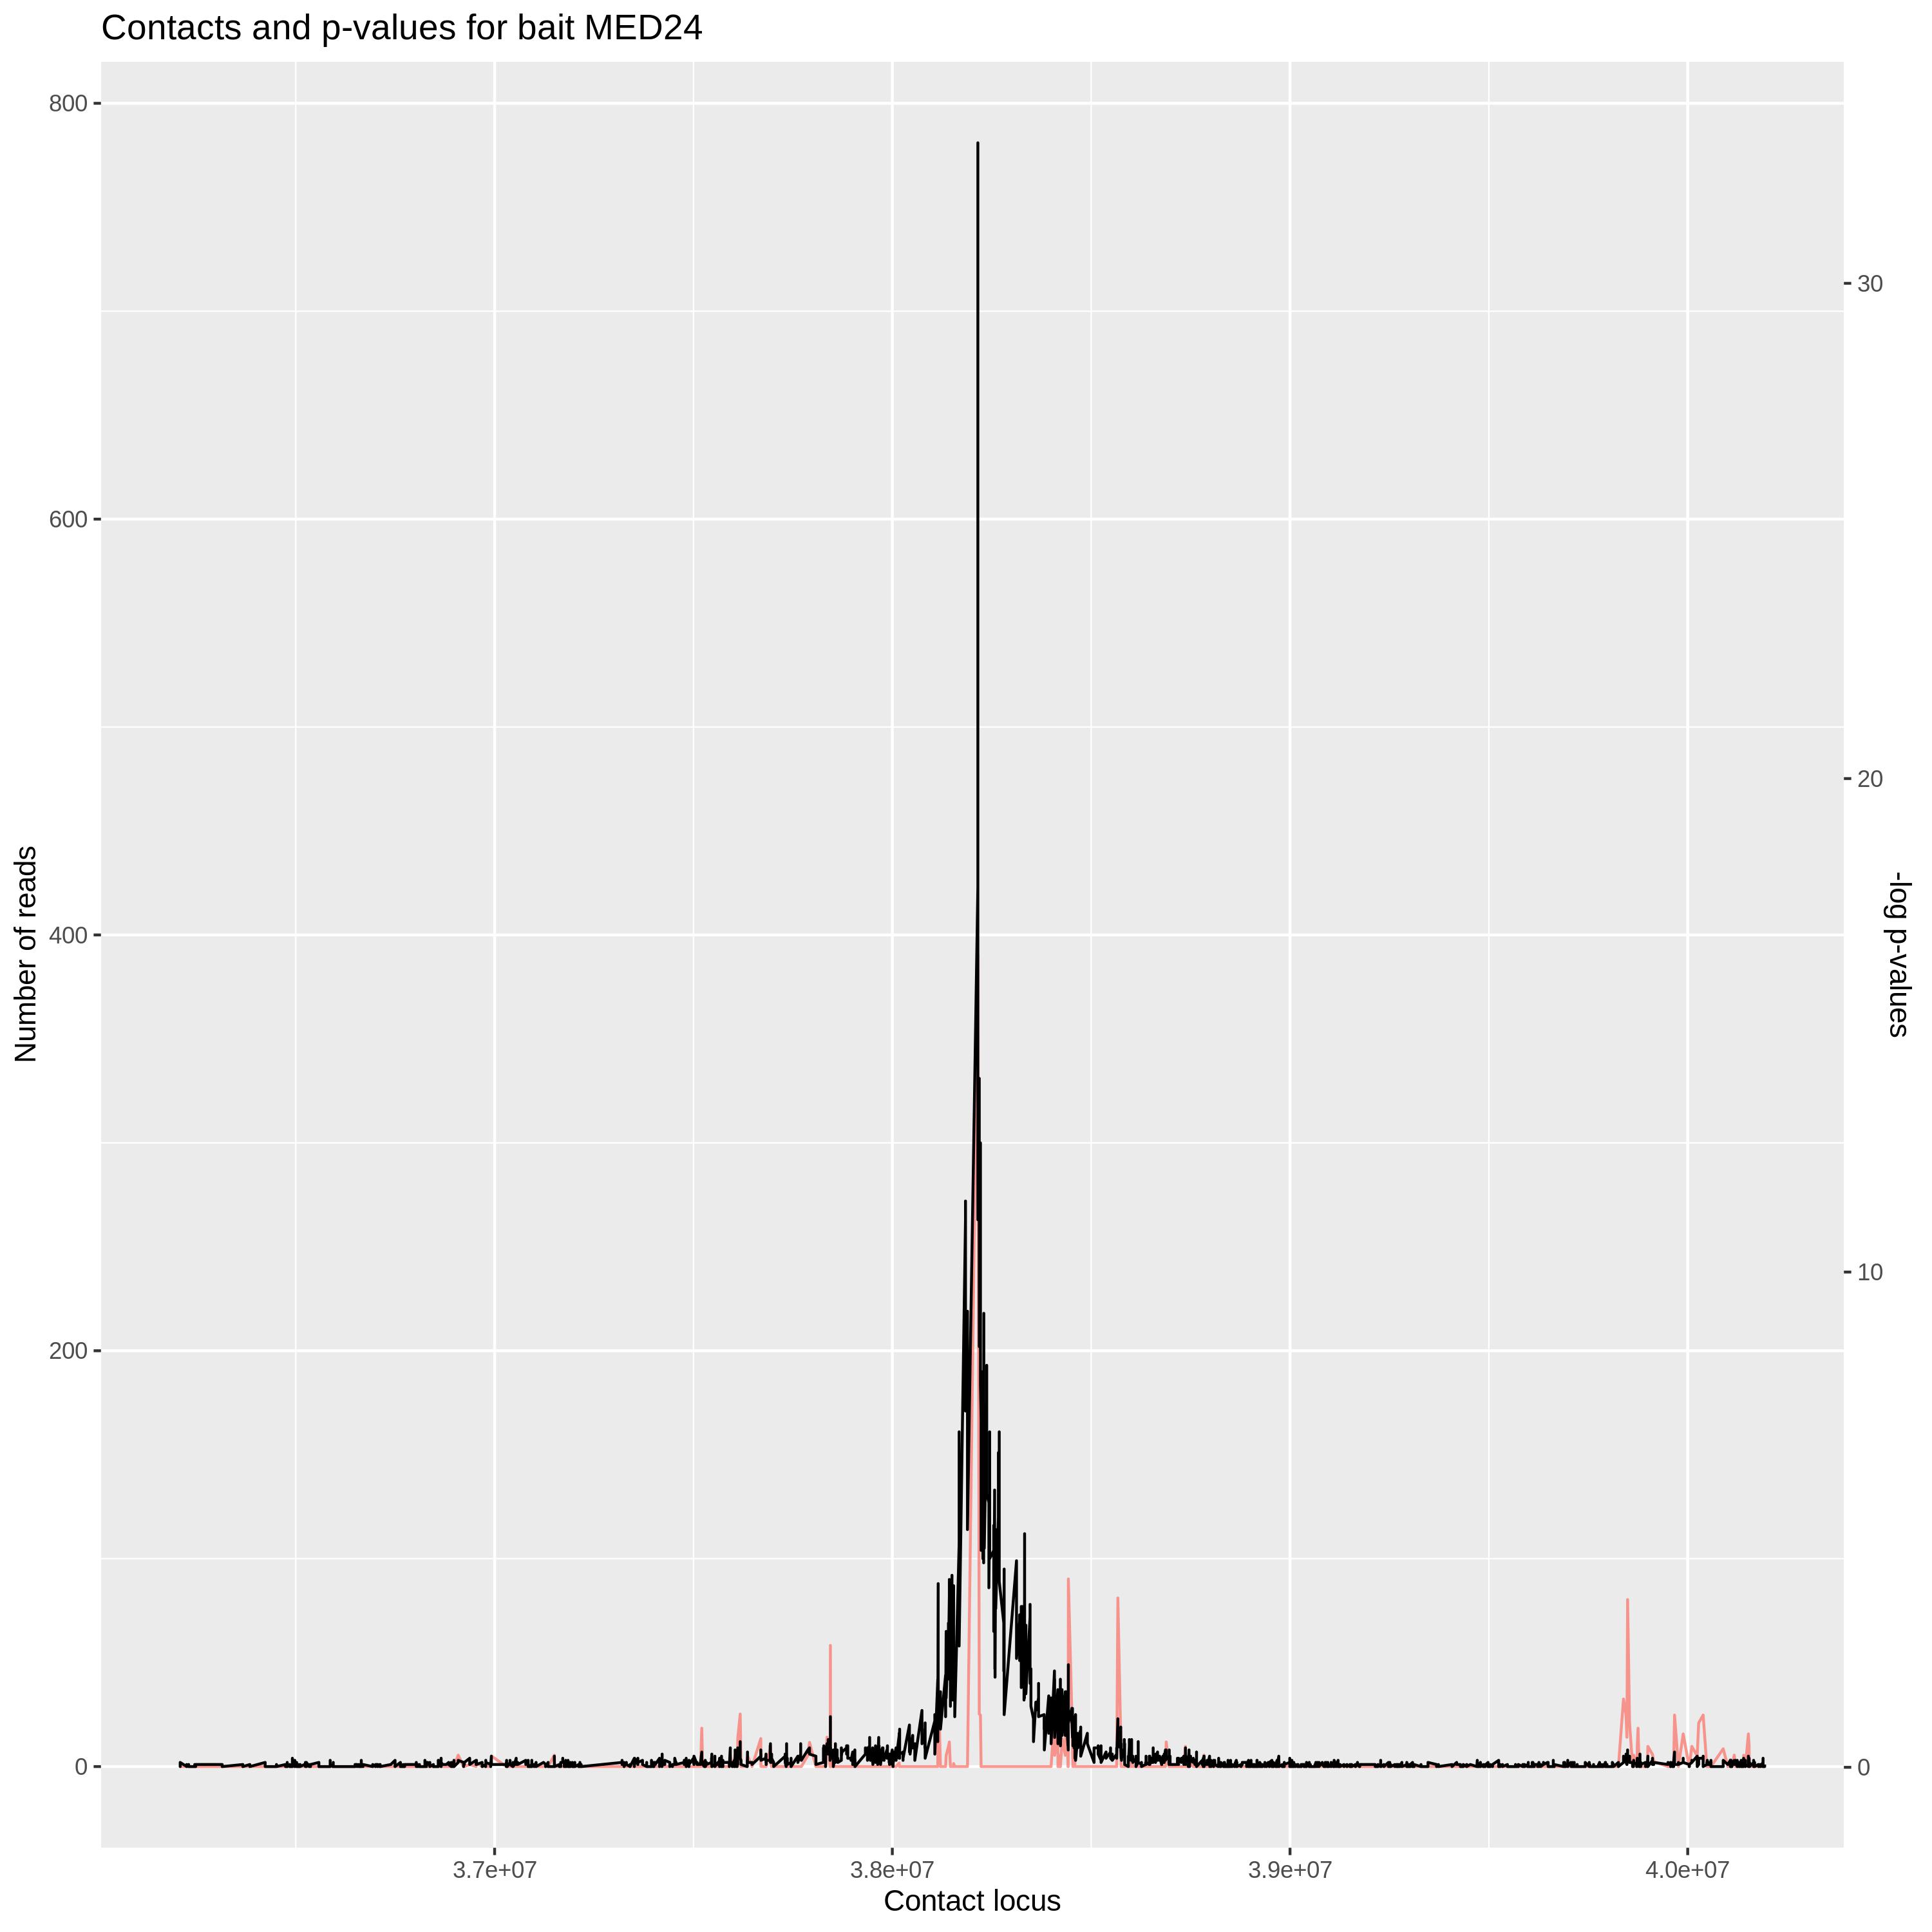 Contacts and p-values for bait MED24
800
600
400
200
0
Number of reads
30
20
10
0
-log p-values
3.7e+07
3.8e+07
3.9e+07
4.0e+07
Contact locus